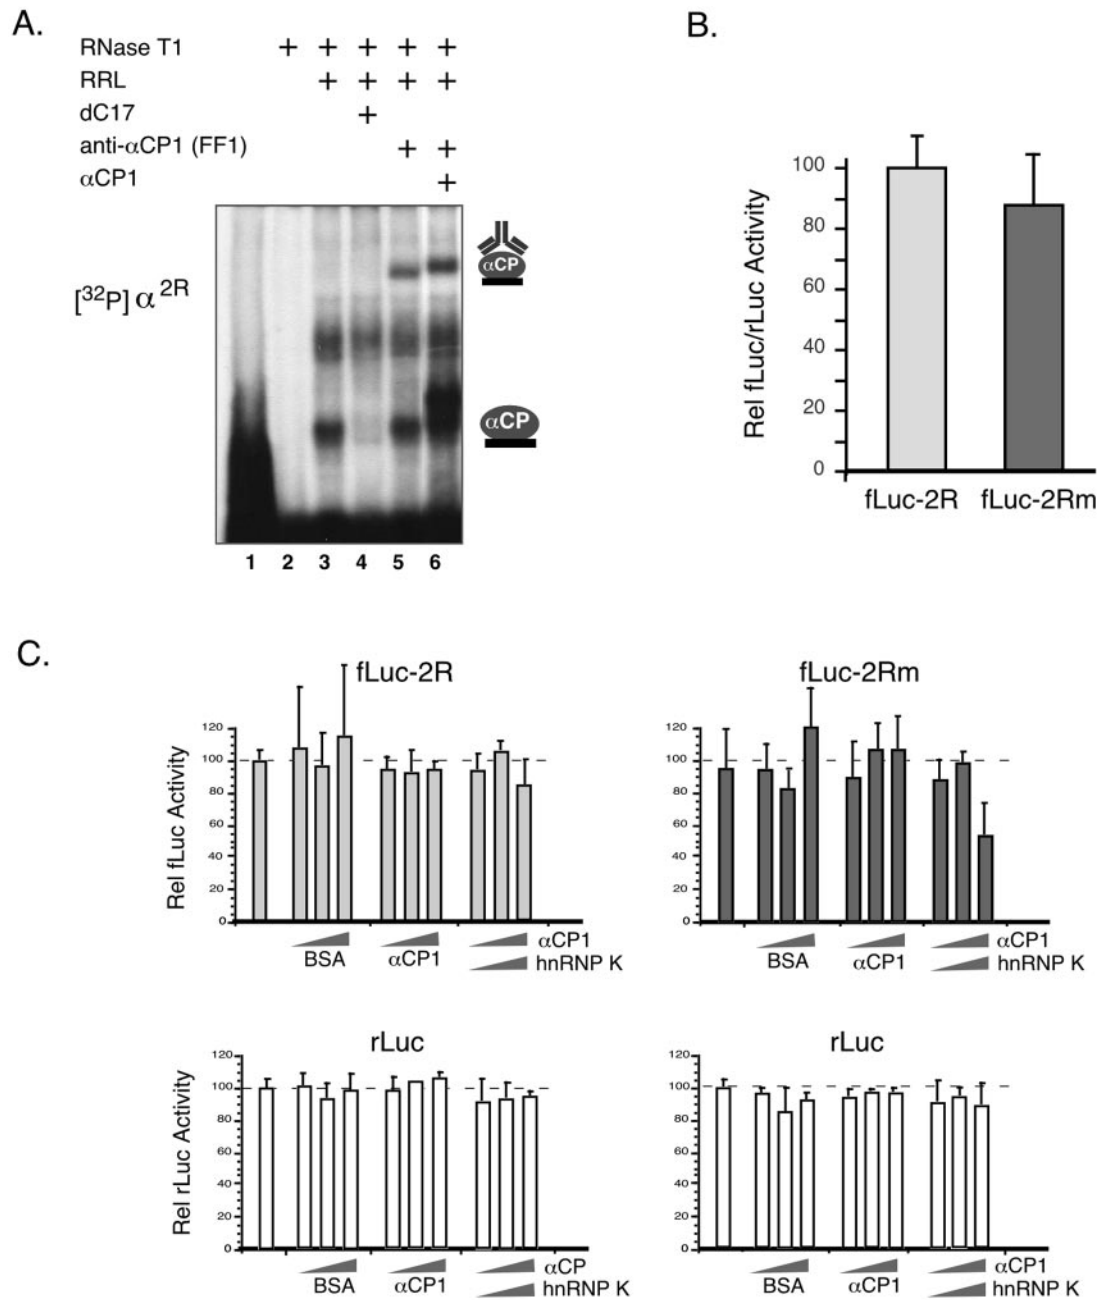 A.
RNase T1 + + + + +
RRL + + + +
dC17 +
anti-αCP1 (FF1) + +
αCP1 +
[³²P] α²ᴿ
αCP
αCP
1 2 3 4 5 6
B.
Rel fLuc/rLuc Activity
100
80
60
40
20
0
fLuc-2R fLuc-2Rm
C.
fLuc-2R
Rel fLuc Activity
120
100
80
60
40
20
0
BSA αCP1 αCP1
hnRNP K
fLuc-2Rm
120
100
80
60
40
20
0
BSA αCP1 αCP1
hnRNP K
rLuc
Rel rLuc Activity
120
100
80
60
40
20
0
BSA αCP1 αCP
hnRNP K
rLuc
120
100
80
60
40
20
0
BSA αCP1 αCP1
hnRNP K